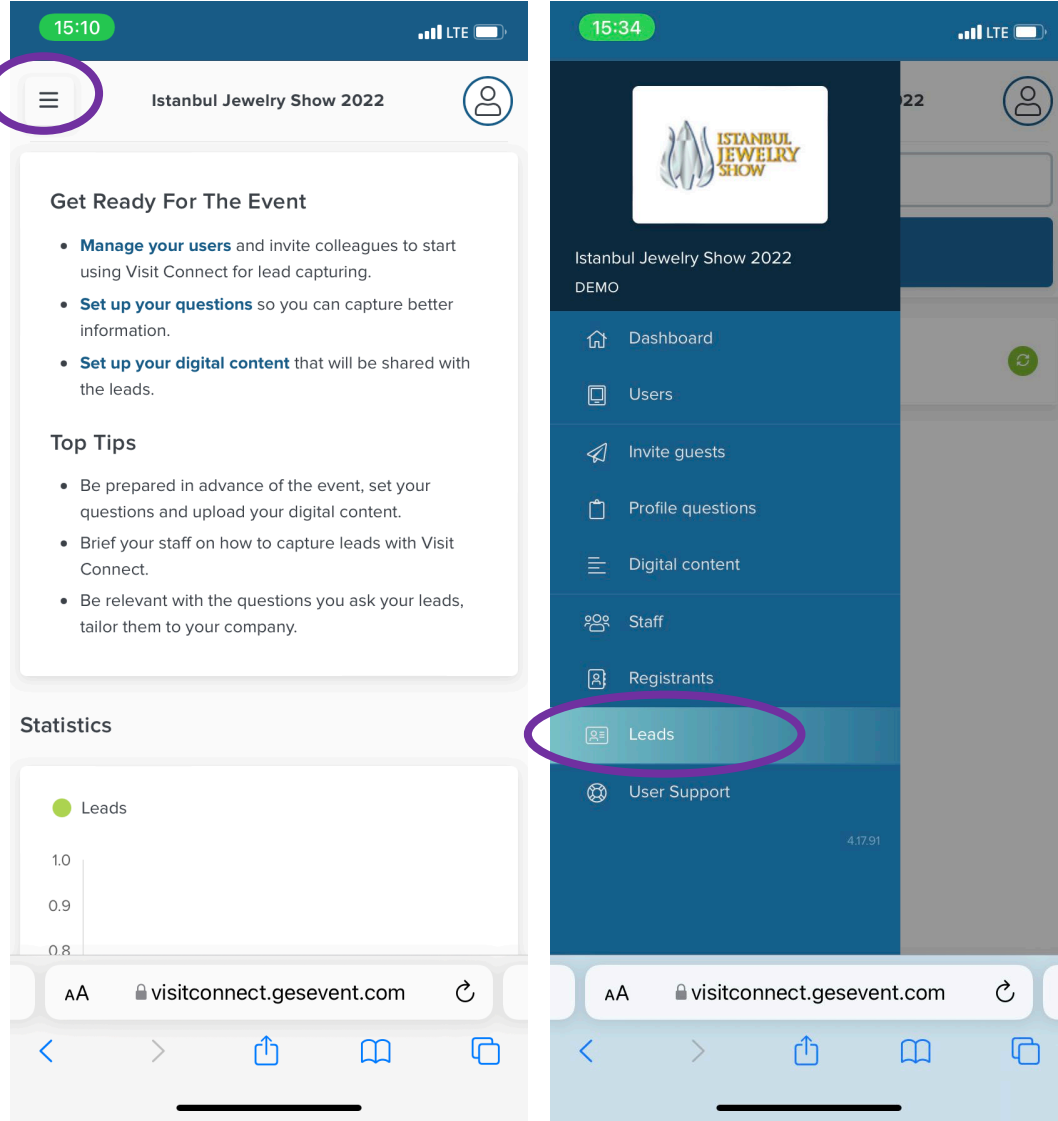 15:10
LTE
Istanbul Jewelry Show 2022
Get Ready For The Event
Manage your users and invite colleagues to start
using Visit Connect for lead capturing.
Set up your questions so you can capture better
information.
Set up your digital content that will be shared with
the leads.
Top Tips
Be prepared in advance of the event, set your
questions and upload your digital content.
Brief your staff on how to capture leads with Visit
Connect.
Be relevant with the questions you ask your leads,
tailor them to your company.
Statistics
Leads
1.0
0.9
0.8
AA visitconnect.gesevent.com
15:34
LTE
22
ISTANBUL
JEWELRY
SHOW
Istanbul Jewelry Show 2022
DEMO
Dashboard
Users
Invite guests
Profile questions
Digital content
Staff
Registrants
Leads
User Support
4.17.91
AA visitconnect.gesevent.com